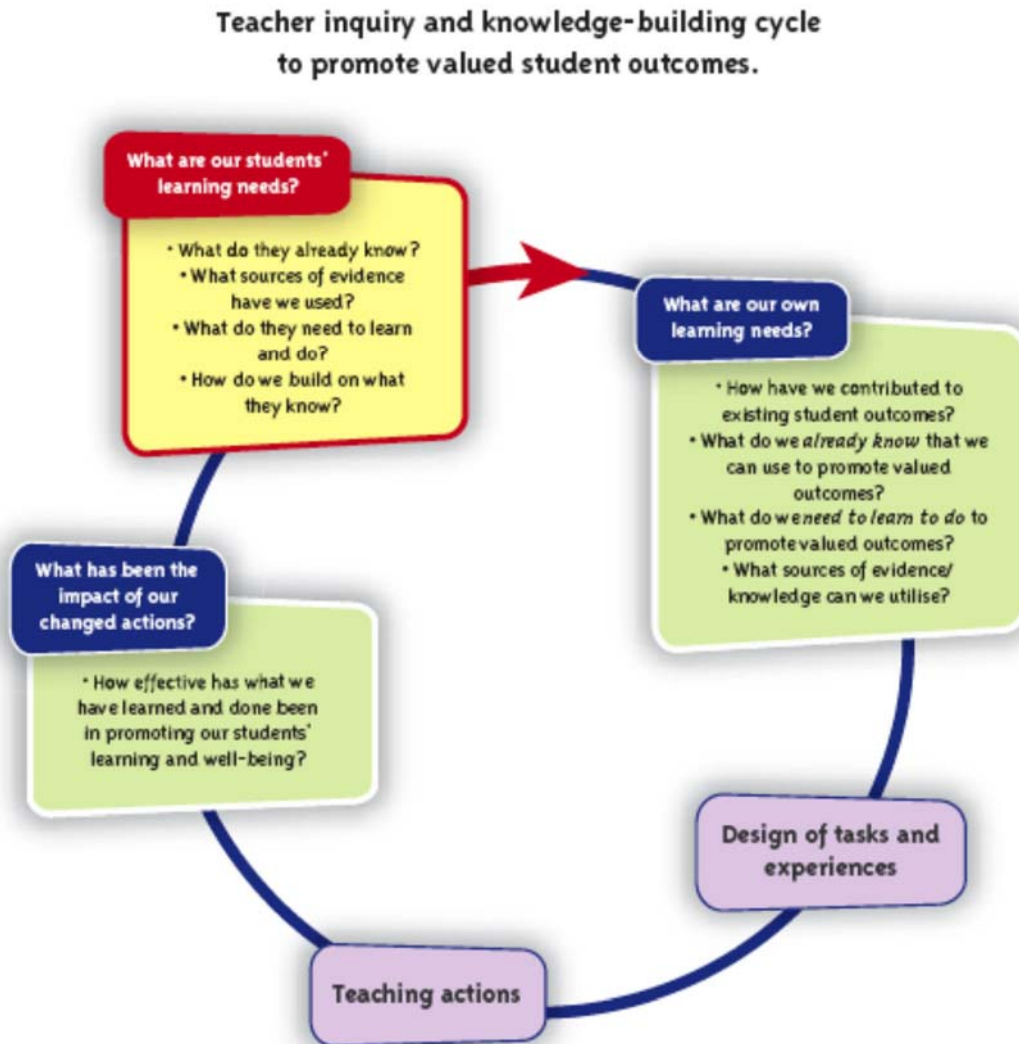 Teacher inquiry and knowledge-building cycle
to promote valued student outcomes.
What are our students'
learning needs?
• What do they already know?
• What sources of evidence
have we used?
• What do they need to learn
and do?
• How do we build on what
they know?
What are our own
learning needs?
• How have we contributed to
existing student outcomes?
• What do we already know that we
can use to promote valued
outcomes?
• What do we need to learn to do to
promote valued outcomes?
• What sources of evidence/
knowledge can we utilise?
Design of tasks and
experiences
Teaching actions
What has been the
impact of our
changed actions?
• How effective has what we
have learned and done been
in promoting our students'
learning and well-being?